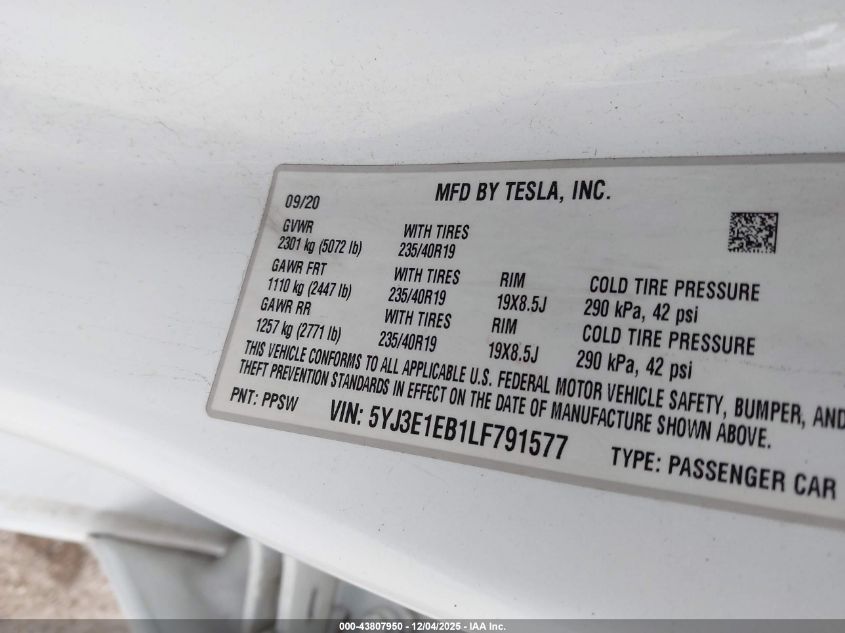 09/20
MFD BY TESLA, INC.
GVWR
2301 kg (5072 lb)
WITH TIRES
235/40R19
GAWR FRT
1110 kg (2447 lb)
WITH TIRES
235/40R19
RIM
19X8.5J
COLD TIRE PRESSURE
290 kPa, 42 psi
GAWR RR
1257 kg (2771 lb)
WITH TIRES
235/40R19
RIM
19X8.5J
COLD TIRE PRESSURE
290 kPa, 42 psi
THIS VEHICLE CONFORMS TO ALL APPLICABLE U.S. FEDERAL MOTOR VEHICLE SAFETY, BUMPER, AND
THEFT PREVENTION STANDARDS IN EFFECT ON THE DATE OF MANUFACTURE SHOWN ABOVE.
PNT: PPSW
VIN: 5YJ3E1EB1LF791577
TYPE: PASSENGER CAR
000-43807950 - 12/04/2025 - IAA Inc.